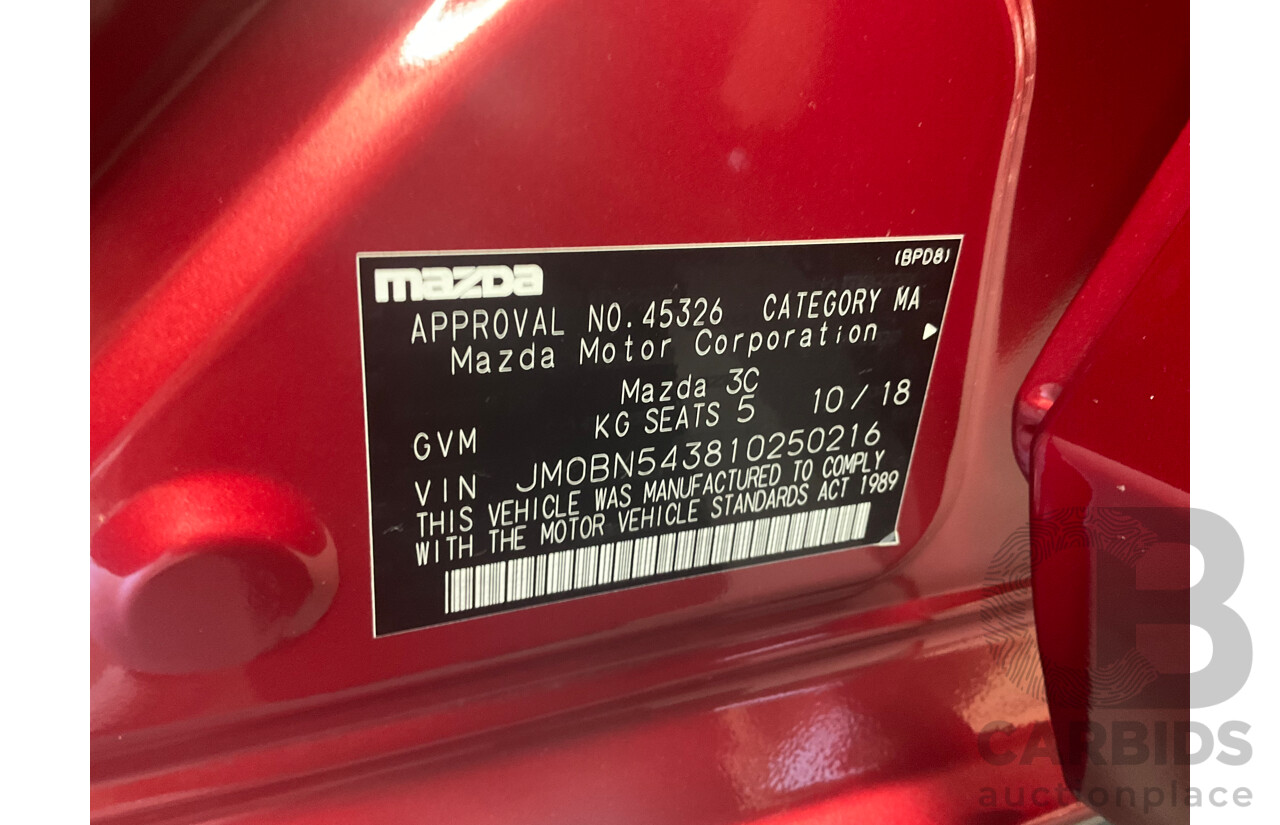 mazda (BPD8)
APPROVAL NO. 45326 CATEGORY MA
Mazda Motor Corporation
Mazda 3C
GVM KG SEATS 5 10/18
VIN JM0BN543810250216
THIS VEHICLE WAS MANUFACTURED TO COMPLY
WITH THE MOTOR VEHICLE STANDARDS ACT 1989
B
CARBIDS
auctionplace